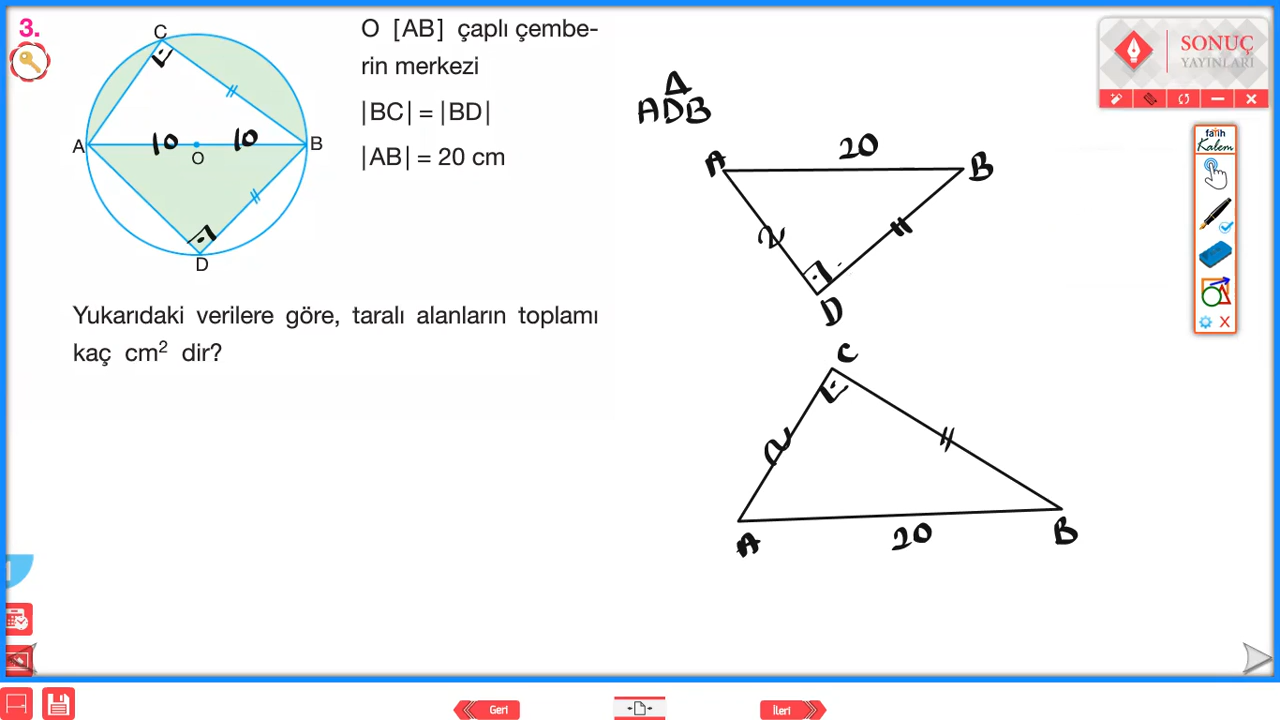 3.
C
A
10
10
O
B
D
O [AB] çaplı çembe-
rin merkezi
|BC| = |BD|
|AB| = 20 cm
Yukarıdaki verilere göre, taralı alanların toplamı
kaç cm² dir?
Δ
ADB
A
20
B
D
C
A
20
B
SONUÇ
YAYINLARI
fatih
Kalem
Geri
İleri